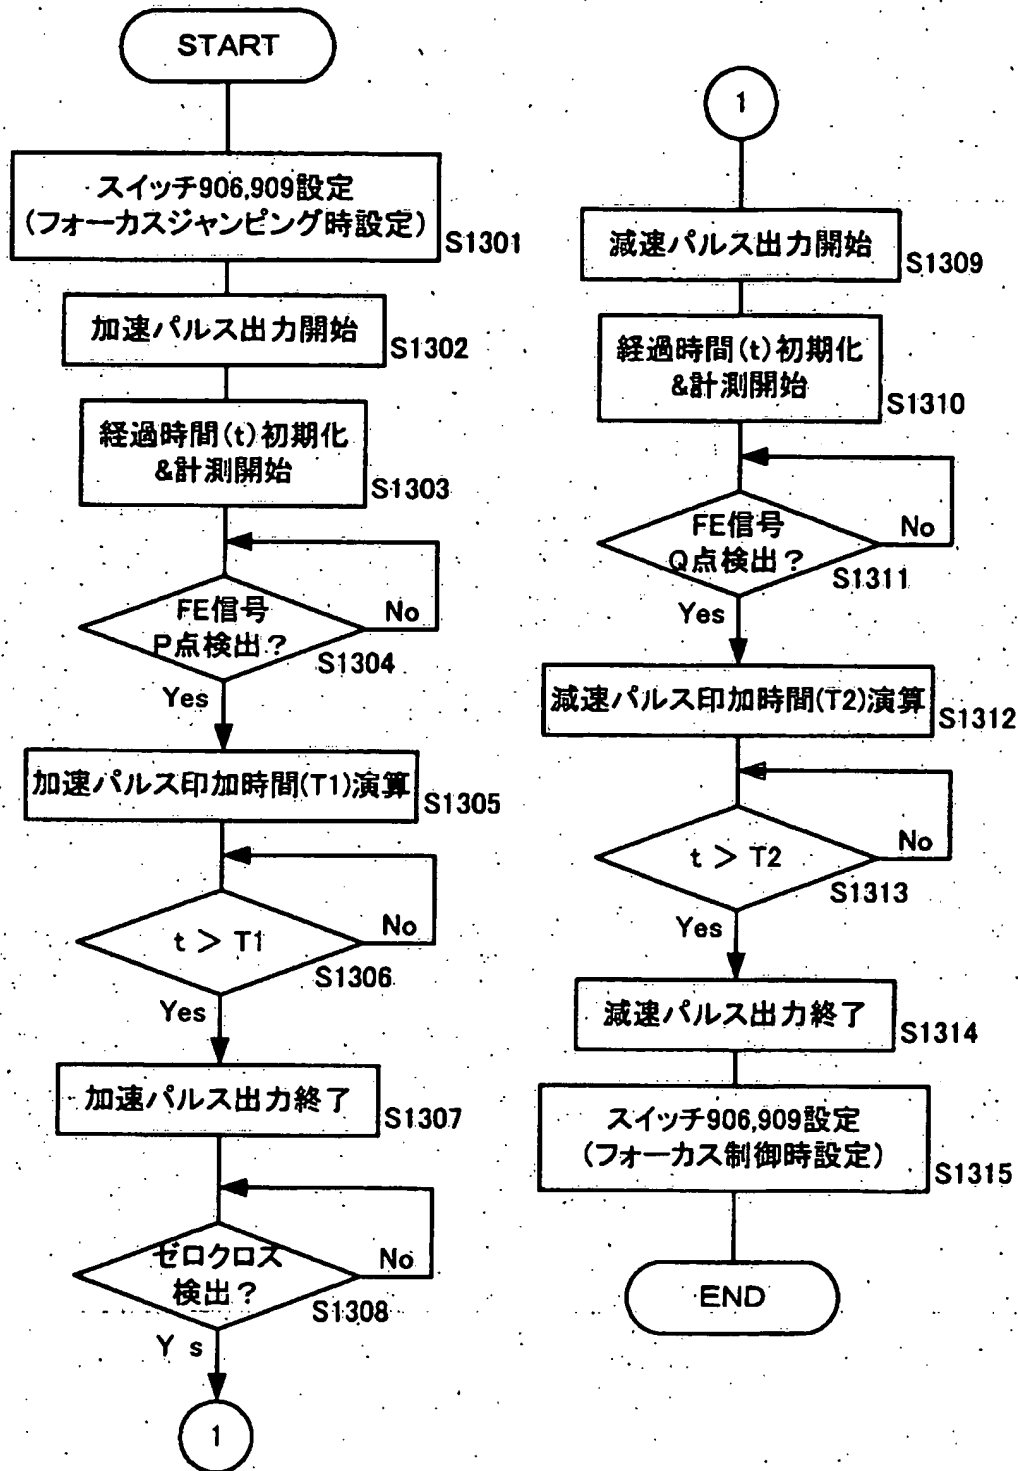 START
スイッチ906,909設定
(フォーカスジャンピング時設定)
S1301
加速パルス出力開始
S1302
経過時間(t)初期化
&計測開始
S1303
FE信号
P点検出?
No
S1304
Yes
加速パルス印加時間(T1)演算
S1305
t > T1
No
S1306
Yes
加速パルス出力終了
S1307
ゼロクロス
検出?
No
S1308
Y s
1
1
減速パルス出力開始
S1309
経過時間(t)初期化
&計測開始
S1310
FE信号
Q点検出?
No
S1311
Yes
減速パルス印加時間(T2)演算
S1312
t > T2
No
S1313
Yes
減速パルス出力終了
S1314
スイッチ906,909設定
(フォーカス制御時設定)
S1315
END